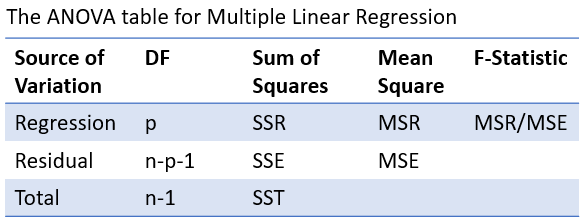 The ANOVA table for Multiple Linear Regression
Source of Variation DF Sum of Squares Mean Square F-Statistic
Regression p SSR MSR MSR/MSE
Residual n-p-1 SSE MSE
Total n-1 SST